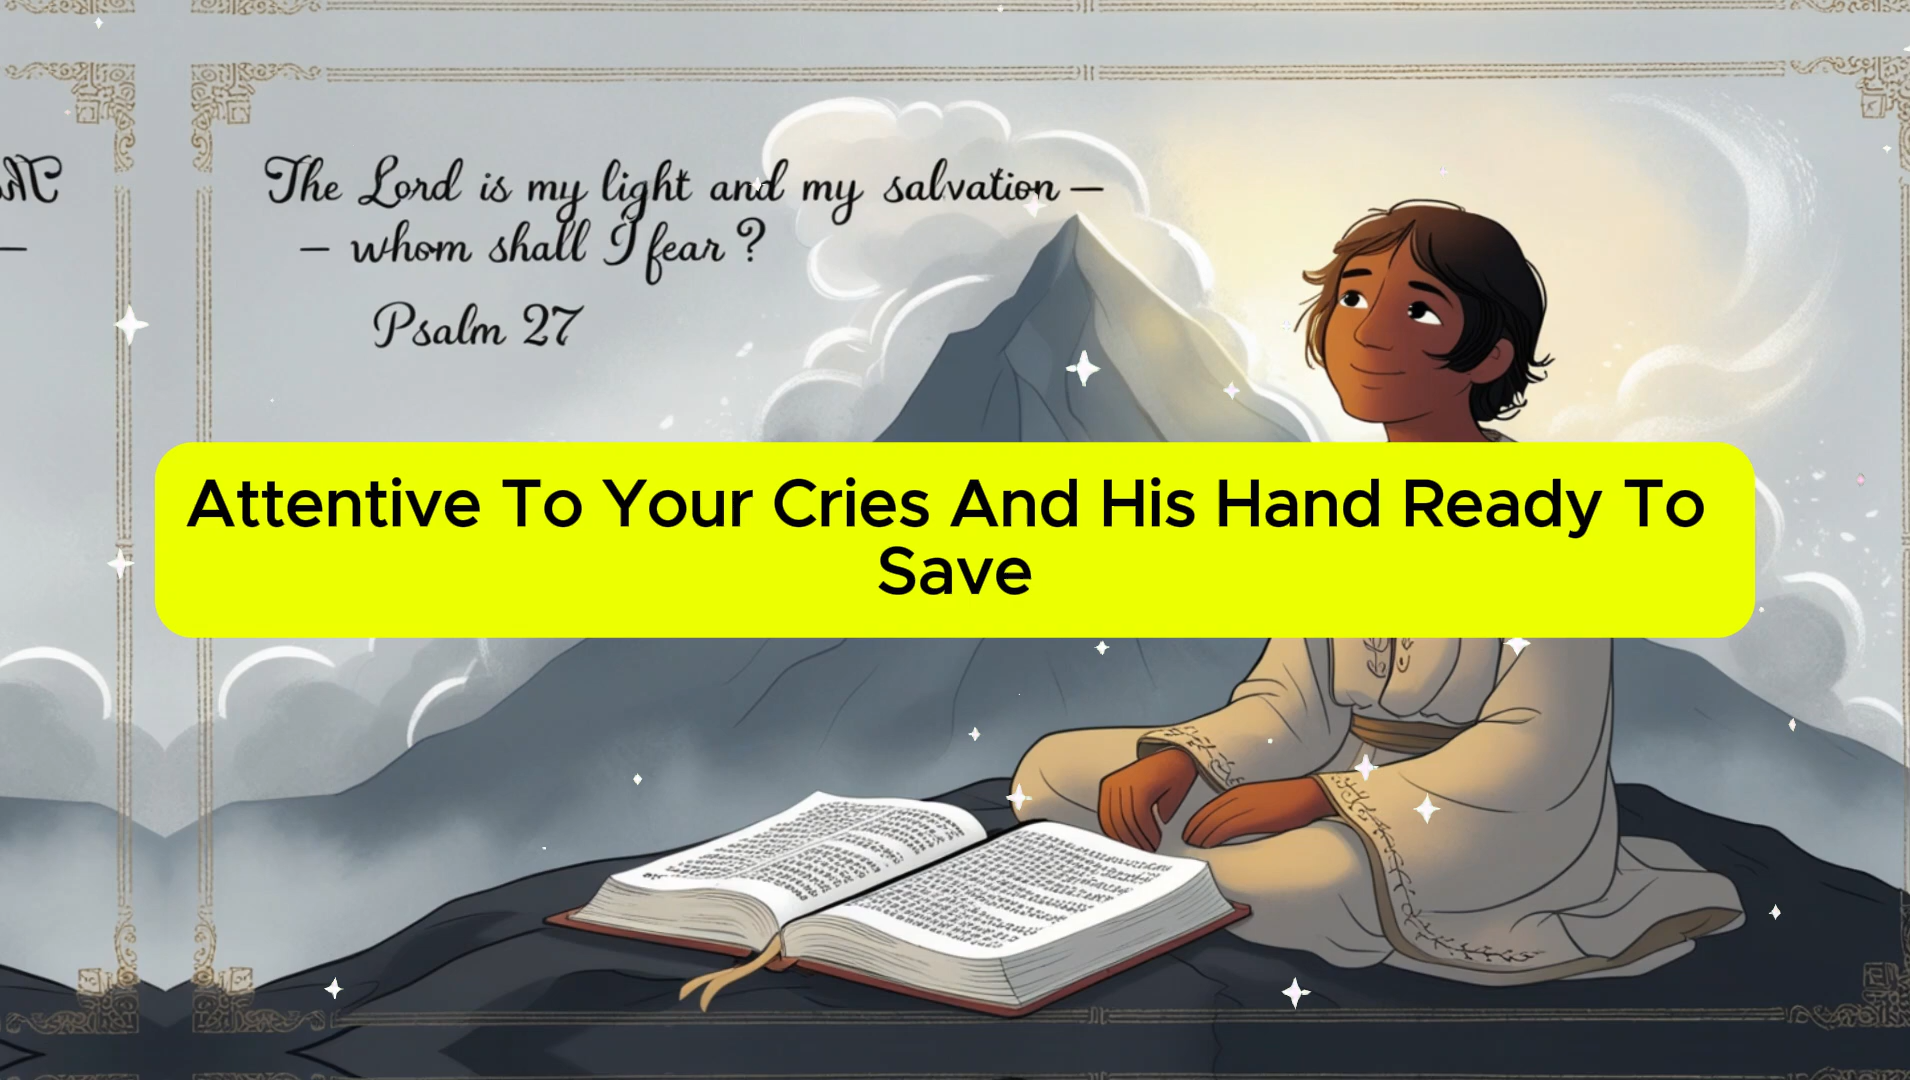 The Lord is my light and my salvation —
— whom shall I fear?
Psalm 27
Attentive To Your Cries And His Hand Ready To
Save